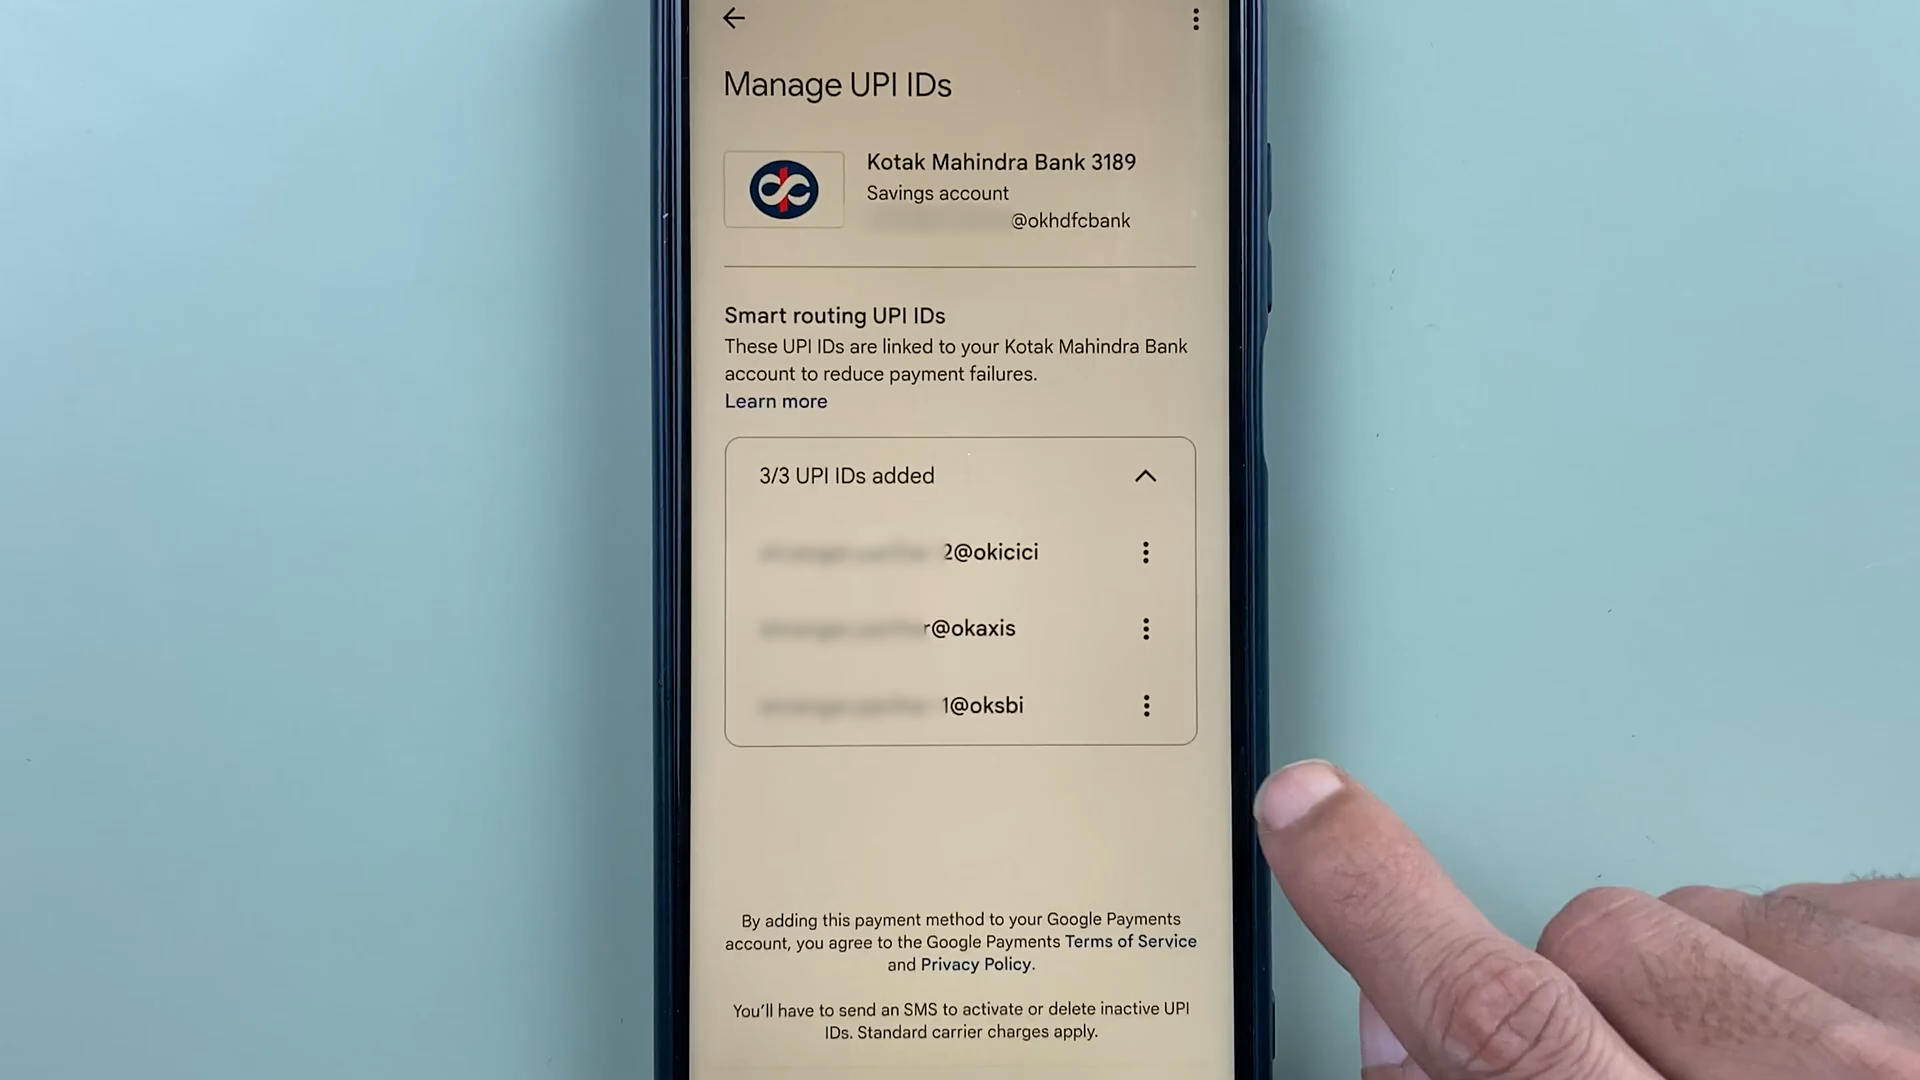 Manage UPI IDs
Kotak Mahindra Bank 3189
Savings account
@okhdfcbank
Smart routing UPI IDs
These UPI IDs are linked to your Kotak Mahindra Bank
account to reduce payment failures.
Learn more
3/3 UPI IDs added
2@okicici
r@okaxis
1@oksbi
By adding this payment method to your Google Payments
account, you agree to the Google Payments Terms of Service
and Privacy Policy.
You'll have to send an SMS to activate or delete inactive UPI
IDs. Standard carrier charges apply.